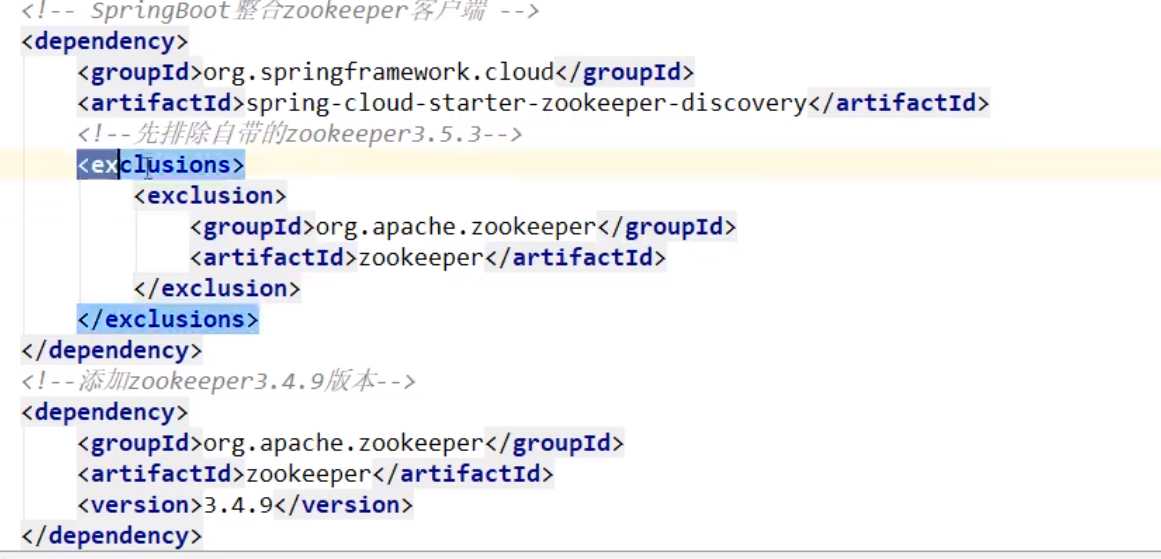 <!-- SpringBoot整合zookeeper客户端 -->
<dependency>
<groupId>org.springframework.cloud</groupId>
<artifactId>spring-cloud-starter-zookeeper-discovery</artifactId>
<!--先排除自带的zookeeper3.5.3-->
<exclusions>
<exclusion>
<groupId>org.apache.zookeeper</groupId>
<artifactId>zookeeper</artifactId>
</exclusion>
</exclusions>
</dependency>
<!--添加zookeeper3.4.9版本-->
<dependency>
<groupId>org.apache.zookeeper</groupId>
<artifactId>zookeeper</artifactId>
<version>3.4.9</version>
</dependency>